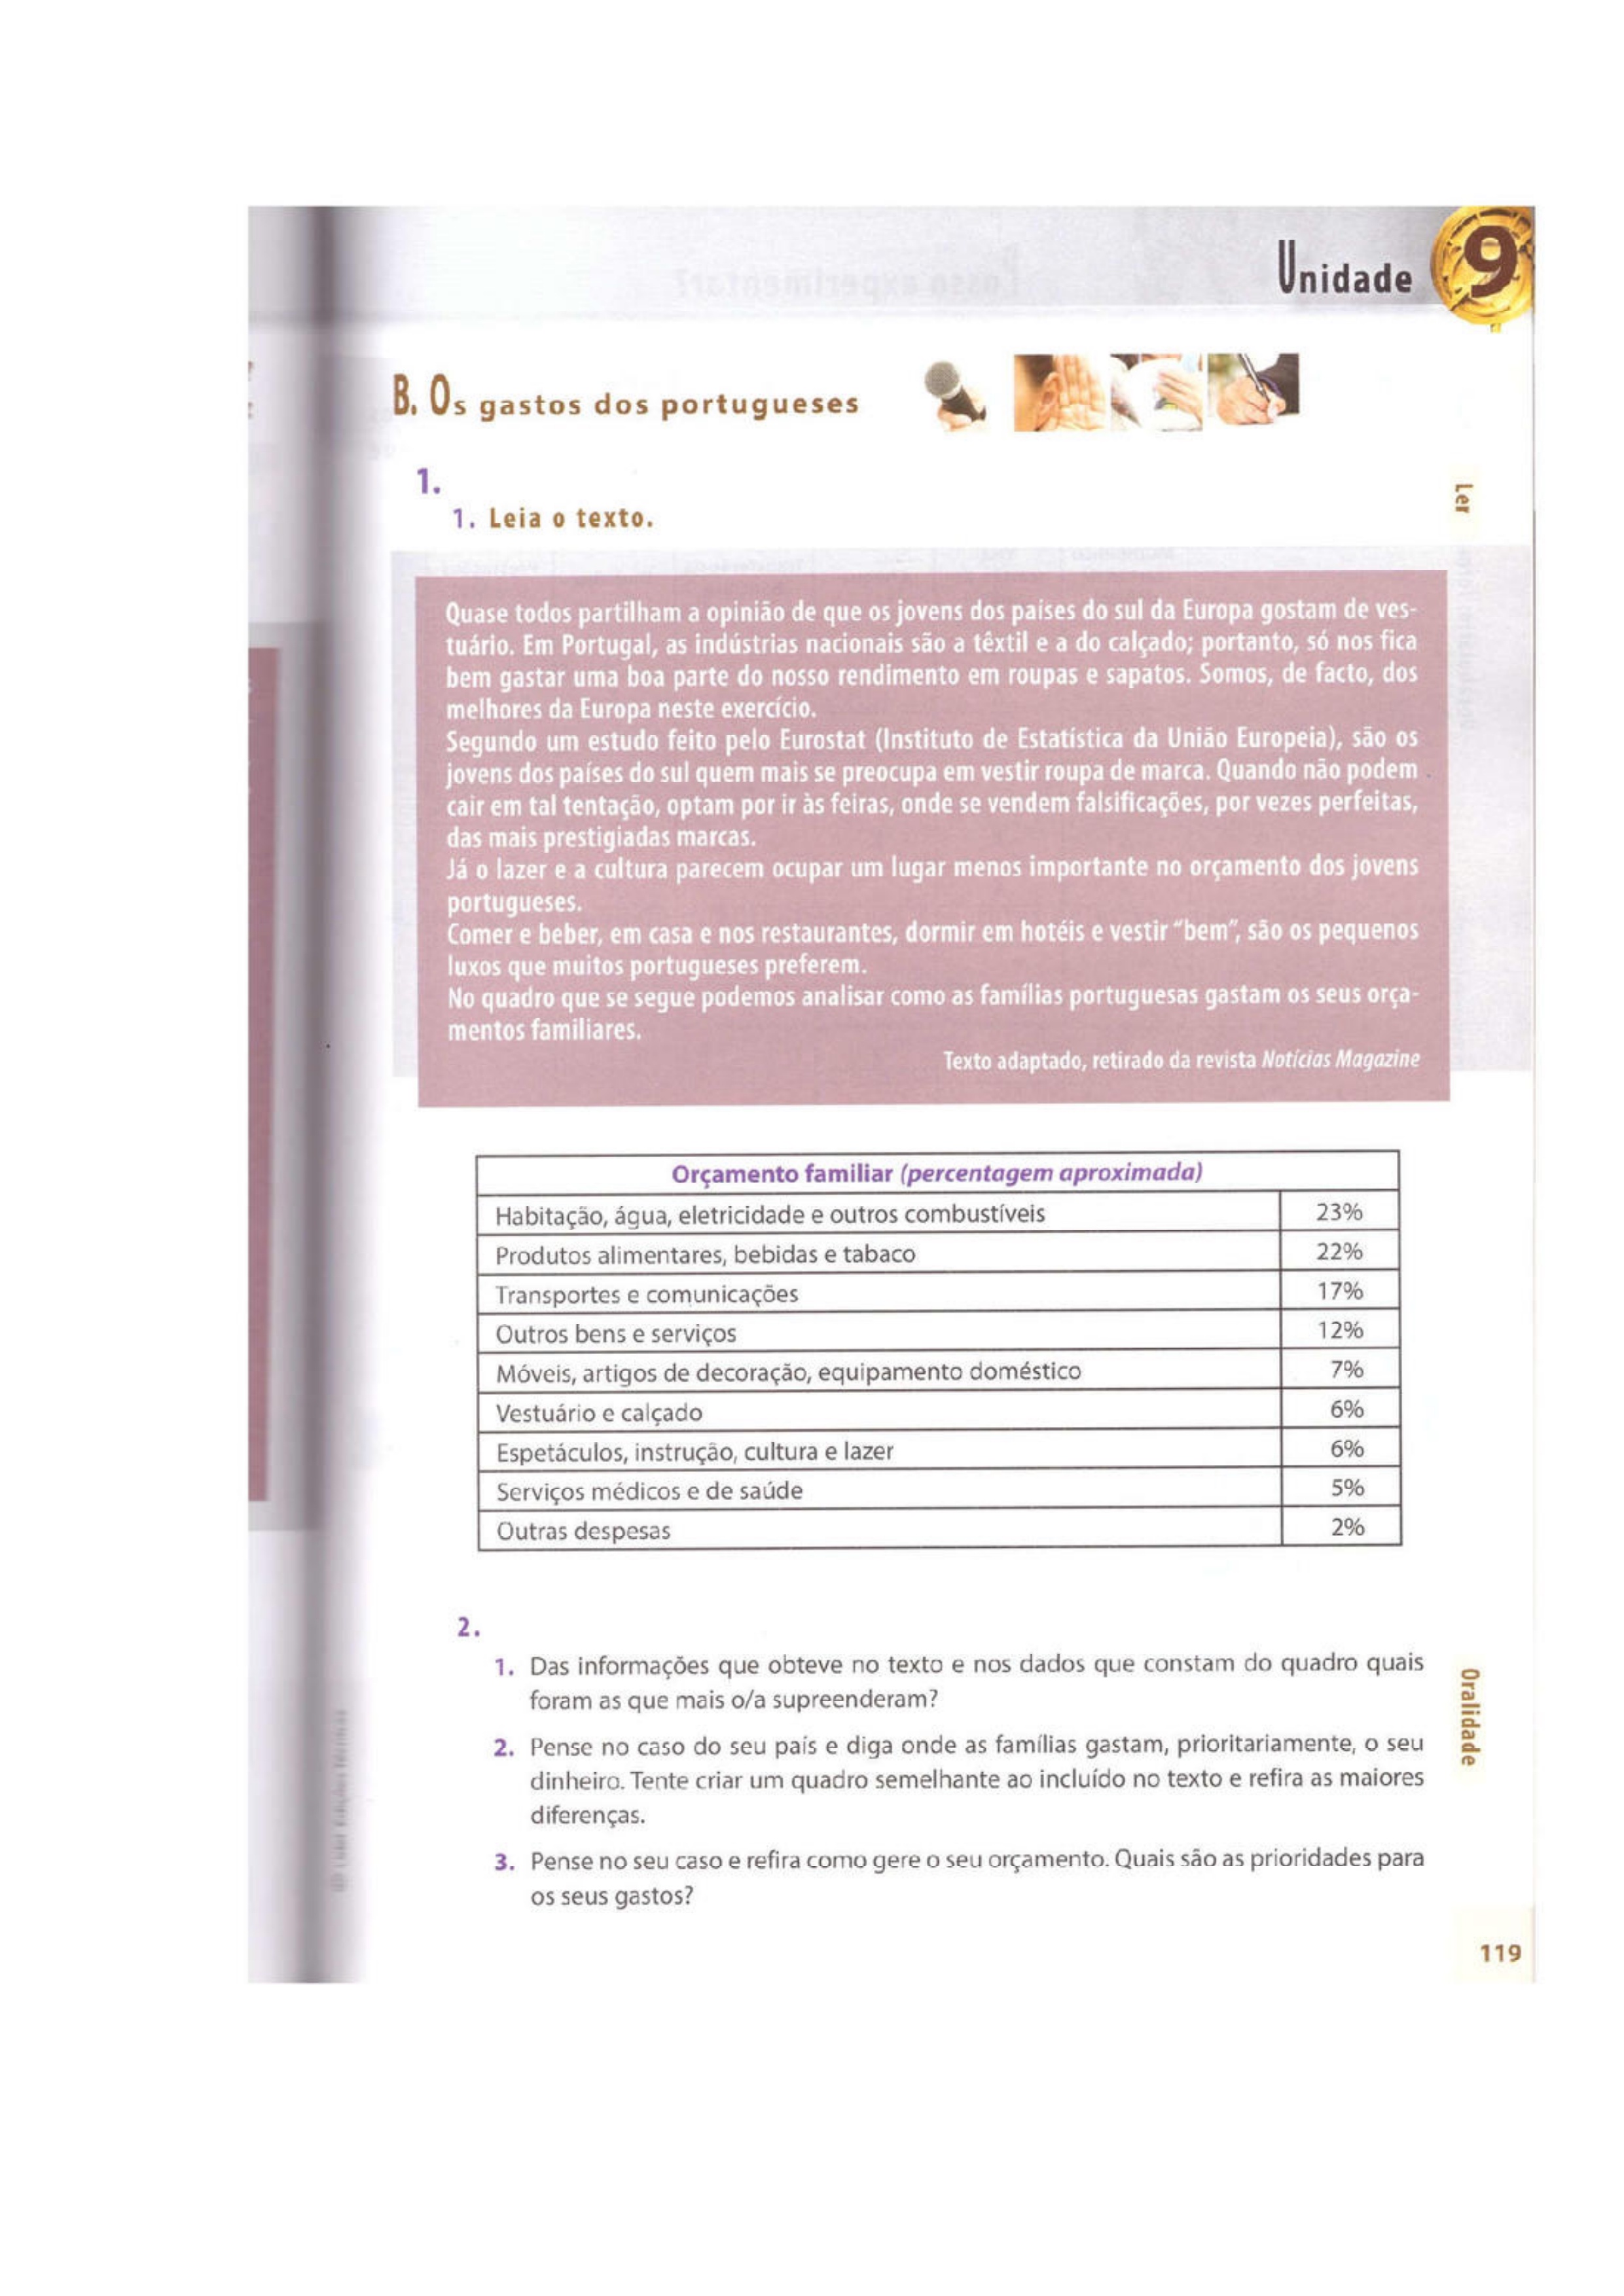 Unidade 9
B. Os gastos dos portugueses
1.
1. Leia o texto.
Ler
Quase todos partilham a opinião de que os jovens dos países do sul da Europa gostam de ves-
tuário. Em Portugal, as indústrias nacionais são a têxtil e a do calçado; portanto, só nos fica
bem gastar uma boa parte do nosso rendimento em roupas e sapatos. Somos, de facto, dos
melhores da Europa neste exercício.
Segundo um estudo feito pelo Eurostat (Instituto de Estatística da União Europeia), são os
jovens dos países do sul quem mais se preocupa em vestir roupa de marca. Quando não podem
cair em tal tentação, optam por ir às feiras, onde se vendem falsificações, por vezes perfeitas,
das mais prestigiadas marcas.
Já o lazer e a cultura parecem ocupar um lugar menos importante no orçamento dos jovens
portugueses.
Comer e beber, em casa e nos restaurantes, dormir em hotéis e vestir "bem", são os pequenos
luxos que muitos portugueses preferem.
No quadro que se segue podemos analisar como as famílias portuguesas gastam os seus orça-
mentos familiares.
Texto adaptado, retirado da revista Notícias Magazine
Orçamento familiar (percentagem aproximada)
Habitação, água, eletricidade e outros combustíveis 23%
Produtos alimentares, bebidas e tabaco 22%
Transportes e comunicações 17%
Outros bens e serviços 12%
Móveis, artigos de decoração, equipamento doméstico 7%
Vestuário e calçado 6%
Espetáculos, instrução, cultura e lazer 6%
Serviços médicos e de saúde 5%
Outras despesas 2%
2.
1. Das informações que obteve no texto e nos dados que constam do quadro quais
foram as que mais o/a supreenderam?
Oralidade
2. Pense no caso do seu país e diga onde as famílias gastam, prioritariamente, o seu
dinheiro. Tente criar um quadro semelhante ao incluído no texto e refira as maiores
diferenças.
3. Pense no seu caso e refira como gere o seu orçamento. Quais são as prioridades para
os seus gastos?
119